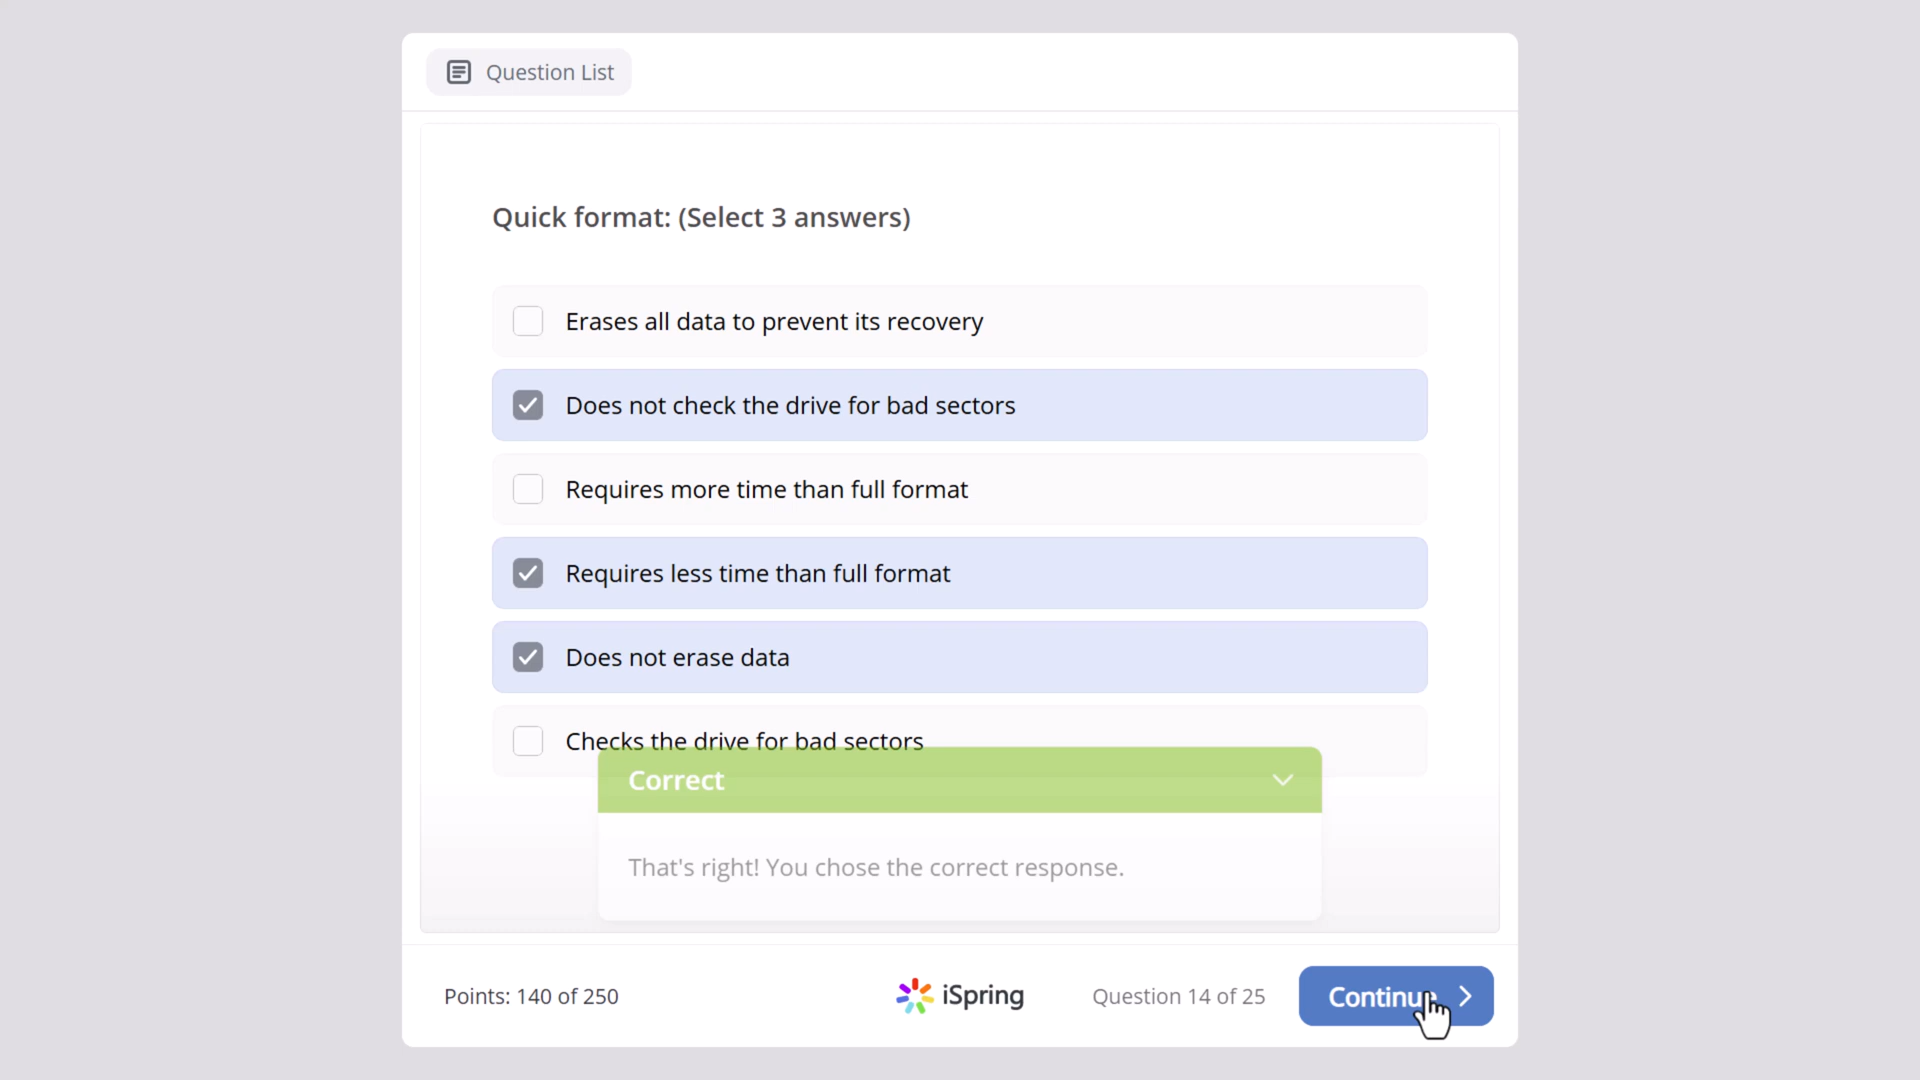 Question List
Quick format: (Select 3 answers)
Erases all data to prevent its recovery
Does not check the drive for bad sectors
Requires more time than full format
Requires less time than full format
Does not erase data
Checks the drive for bad sectors
Correct
That's right! You chose the correct response.
Points: 140 of 250
iSpring
Question 14 of 25
Continue